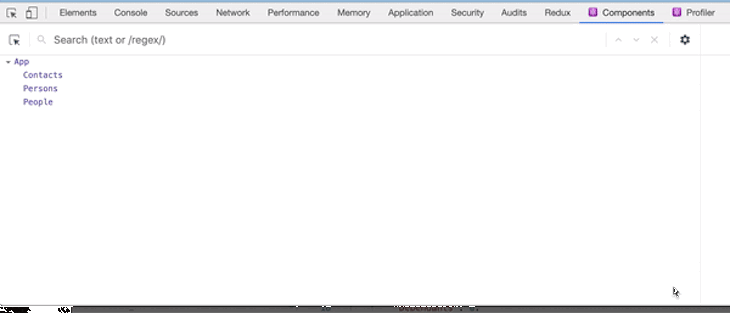 Elements Console Sources Network Performance Memory Application Security Audits Redux Components Profiler
Search (text or /regex/)
App
Contacts
Persons
People